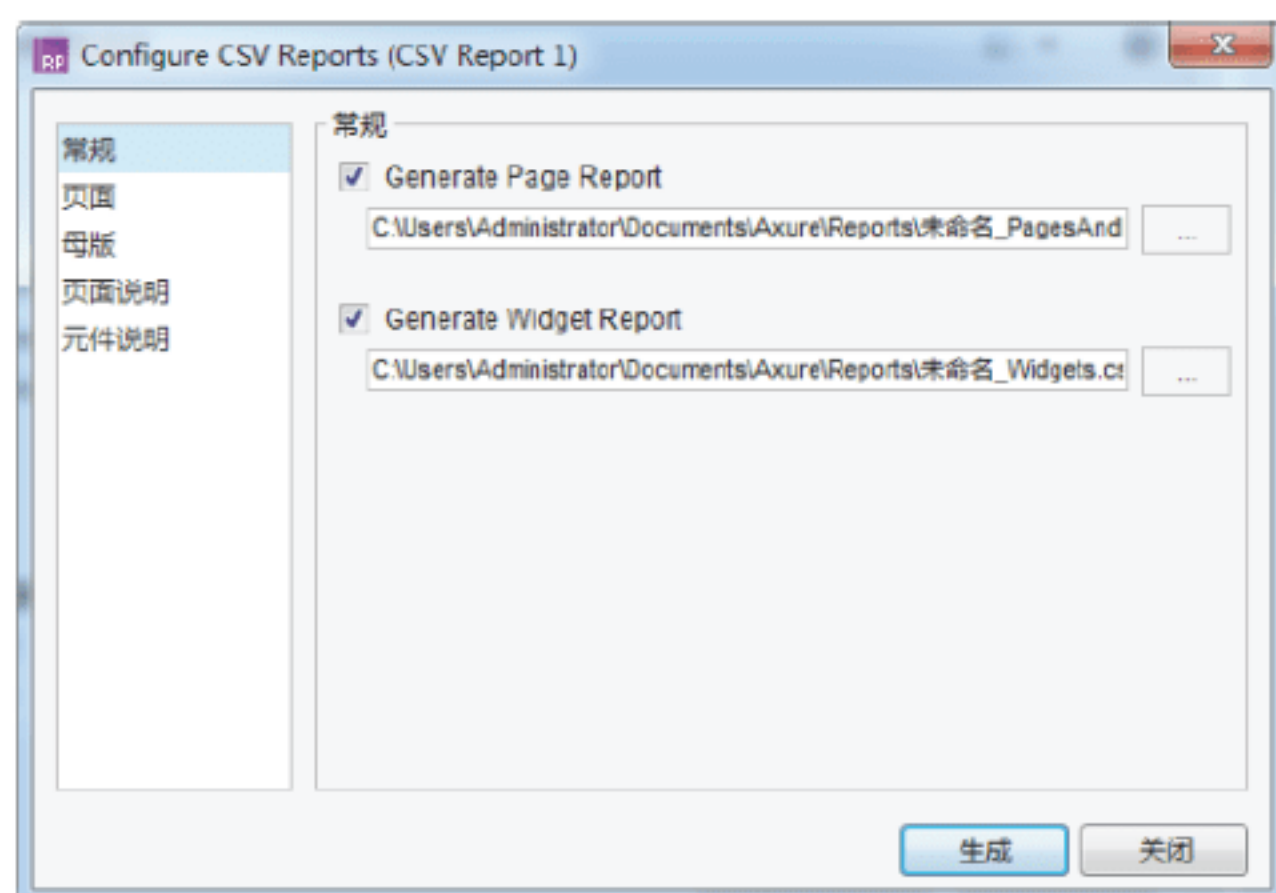 RP Configure CSV Reports (CSV Report 1)
常规
页面
母版
页面说明
元件说明
常规
Generate Page Report
C:\Users\Administrator\Documents\Axure\Reports\未命名_PagesAnd
...
Generate Widget Report
C:\Users\Administrator\Documents\Axure\Reports\未命名_Widgets.cs
...
生成
关闭